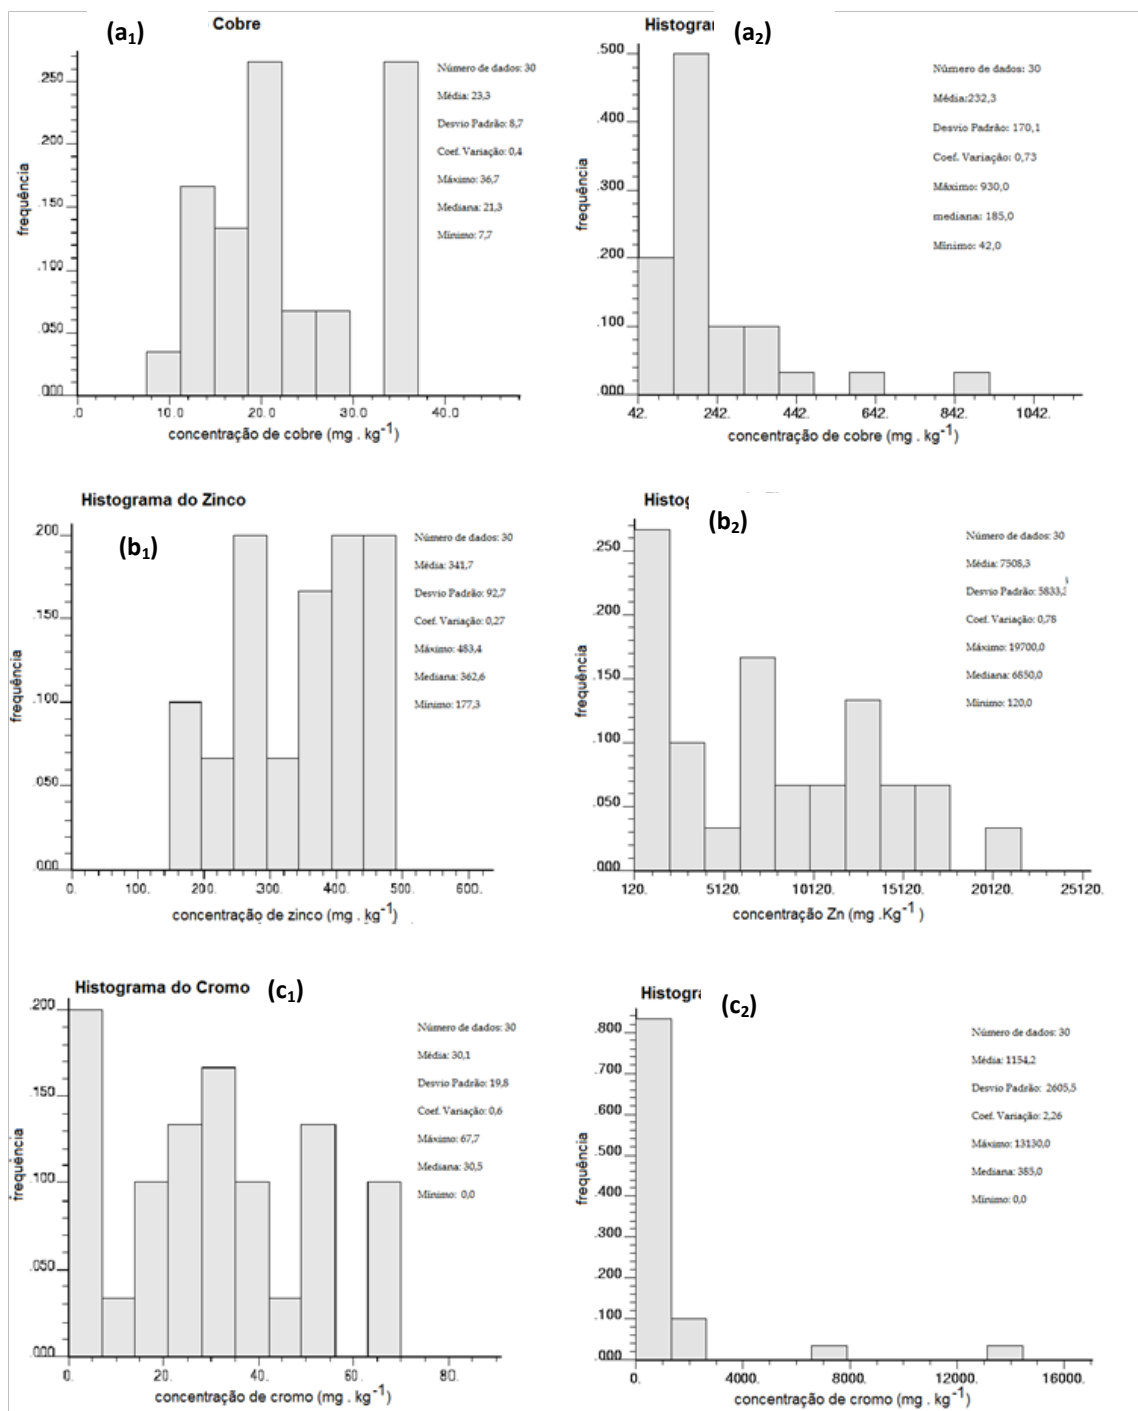 (a1)
Cobre
.250
.200
.150
.100
.050
.000
frequência
.0
10.0
20.0
30.0
40.0
concentração de cobre (mg . kg-1)
Número de dados: 30
Média: 23,3
Desvio Padrão: 8,7
Coef. Variação: 0,4
Máximo: 36,7
Mediana: 21,3
Mínimo: 7,7
(a2)
.500
.400
.300
.200
.100
.000
frequência
42.
242.
442.
642.
842.
1042.
concentração de cobre (mg . kg-1)
Número de dados: 30
Média:232,3
Desvio Padrão: 170,1
Coef. Variação: 0,73
Máximo: 930,0
mediana: 185,0
Mínimo: 42,0
Histograma do Zinco
(b1)
.200
.100
.000
frequência
0.
100.
200.
300.
400.
500.
600.
concentração de zinco (mg . kg-1)
Número de dados: 30
Média: 341,7
Desvio Padrão: 92,7
Coef. Variação: 0,27
Máximo: 483,4
Mediana: 362,6
Mínimo: 177,3
(b2)
.250
.200
.150
.100
.050
.000
frequência
120.
5120.
10120.
15120.
20120.
25120.
concentração Zn (mg .Kg-1)
Número de dados: 30
Média: 7508,3
Desvio Padrão: 5833,
Coef. Variação: 0,78
Máximo: 19700,0
Mediana: 6850,0
Mínimo: 120,0
Histograma do Cromo
(c1)
.200
.150
.100
.050
.000
frequência
0.
20.
40.
60.
80.
concentração de cromo (mg . kg-1)
Número de dados: 30
Média: 30,1
Desvio Padrão: 19,8
Coef. Variação: 0,6
Máximo: 67,7
Mediana: 30,5
Mínimo: 0,0
(c2)
.800
.700
.600
.500
.400
.300
.200
.100
.000
frequência
0.
4000.
8000.
12000.
16000.
concentração de cromo (mg . kg-1)
Número de dados: 30
Média: 1154,2
Desvio Padrão: 2605,5
Coef. Variação: 2,26
Máximo: 13130,0
Mediana: 385,0
Mínimo: 0,0